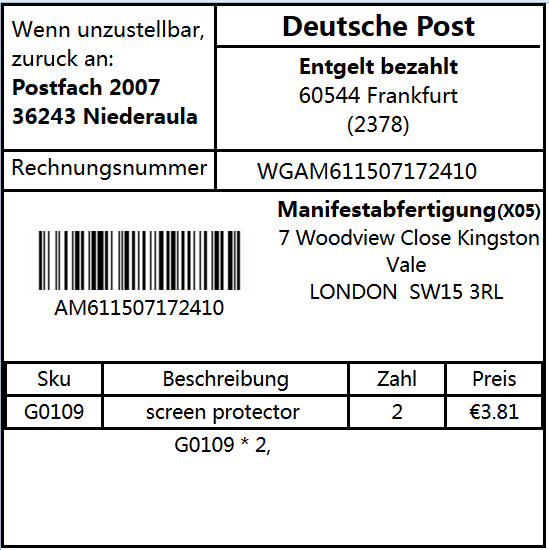 Wenn unzustellbar,
zuruck an:
Postfach 2007
36243 Niederaula
Deutsche Post
Entgelt bezahlt
60544 Frankfurt
(2378)
Rechnungsnummer
WGAM611507172410
AM611507172410
Manifestabfertigung(X05)
7 Woodview Close Kingston
Vale
LONDON  SW15 3RL
Sku Beschreibung Zahl Preis
G0109 screen protector 2 €3.81
G0109 * 2,